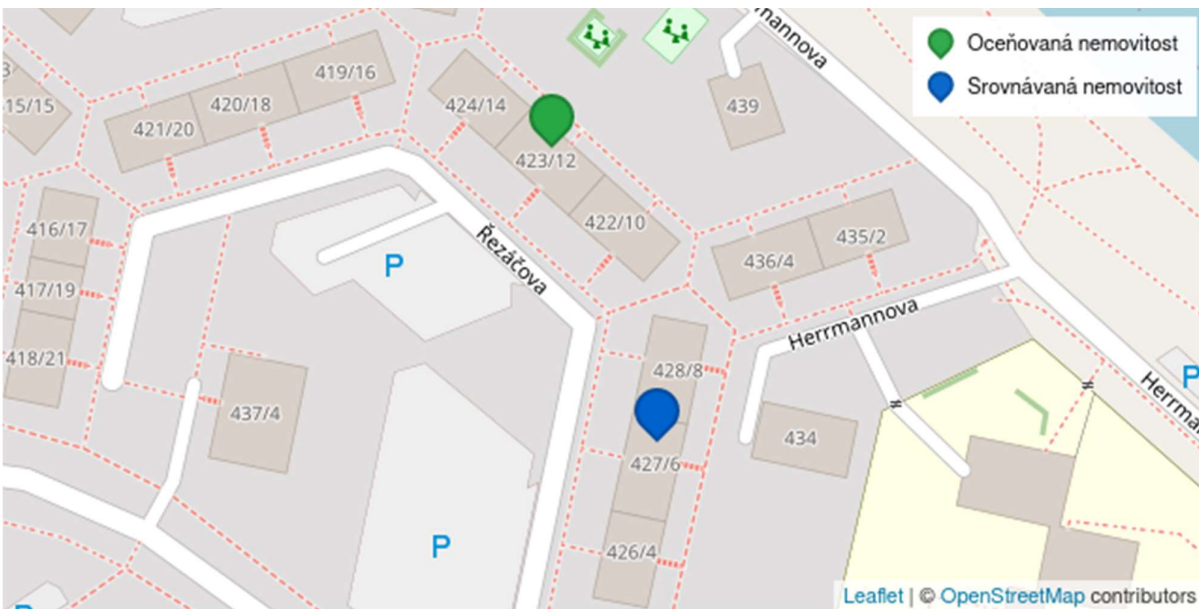 Oceňovaná nemovitost
Srovnávaná nemovitost
mannova
419/16
420/18
421/20
15/15
424/14
423/12
422/10
439
416/17
417/19
418/21
P
Řezáčova
436/4
435/2
Herrmannova
428/8
427/6
426/4
434
437/4
P
P
Herrma
Leaflet | © OpenStreetMap contributors